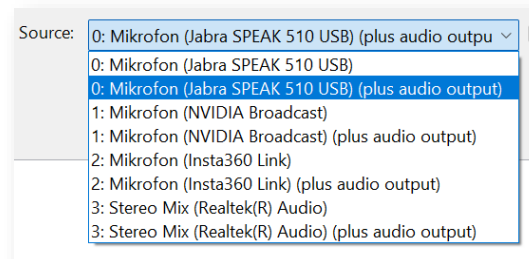 Source:
0: Mikrofon (Jabra SPEAK 510 USB) (plus audio outpu
0: Mikrofon (Jabra SPEAK 510 USB)
0: Mikrofon (Jabra SPEAK 510 USB) (plus audio output)
1: Mikrofon (NVIDIA Broadcast)
1: Mikrofon (NVIDIA Broadcast) (plus audio output)
2: Mikrofon (Insta360 Link)
2: Mikrofon (Insta360 Link) (plus audio output)
3: Stereo Mix (Realtek(R) Audio)
3: Stereo Mix (Realtek(R) Audio) (plus audio output)